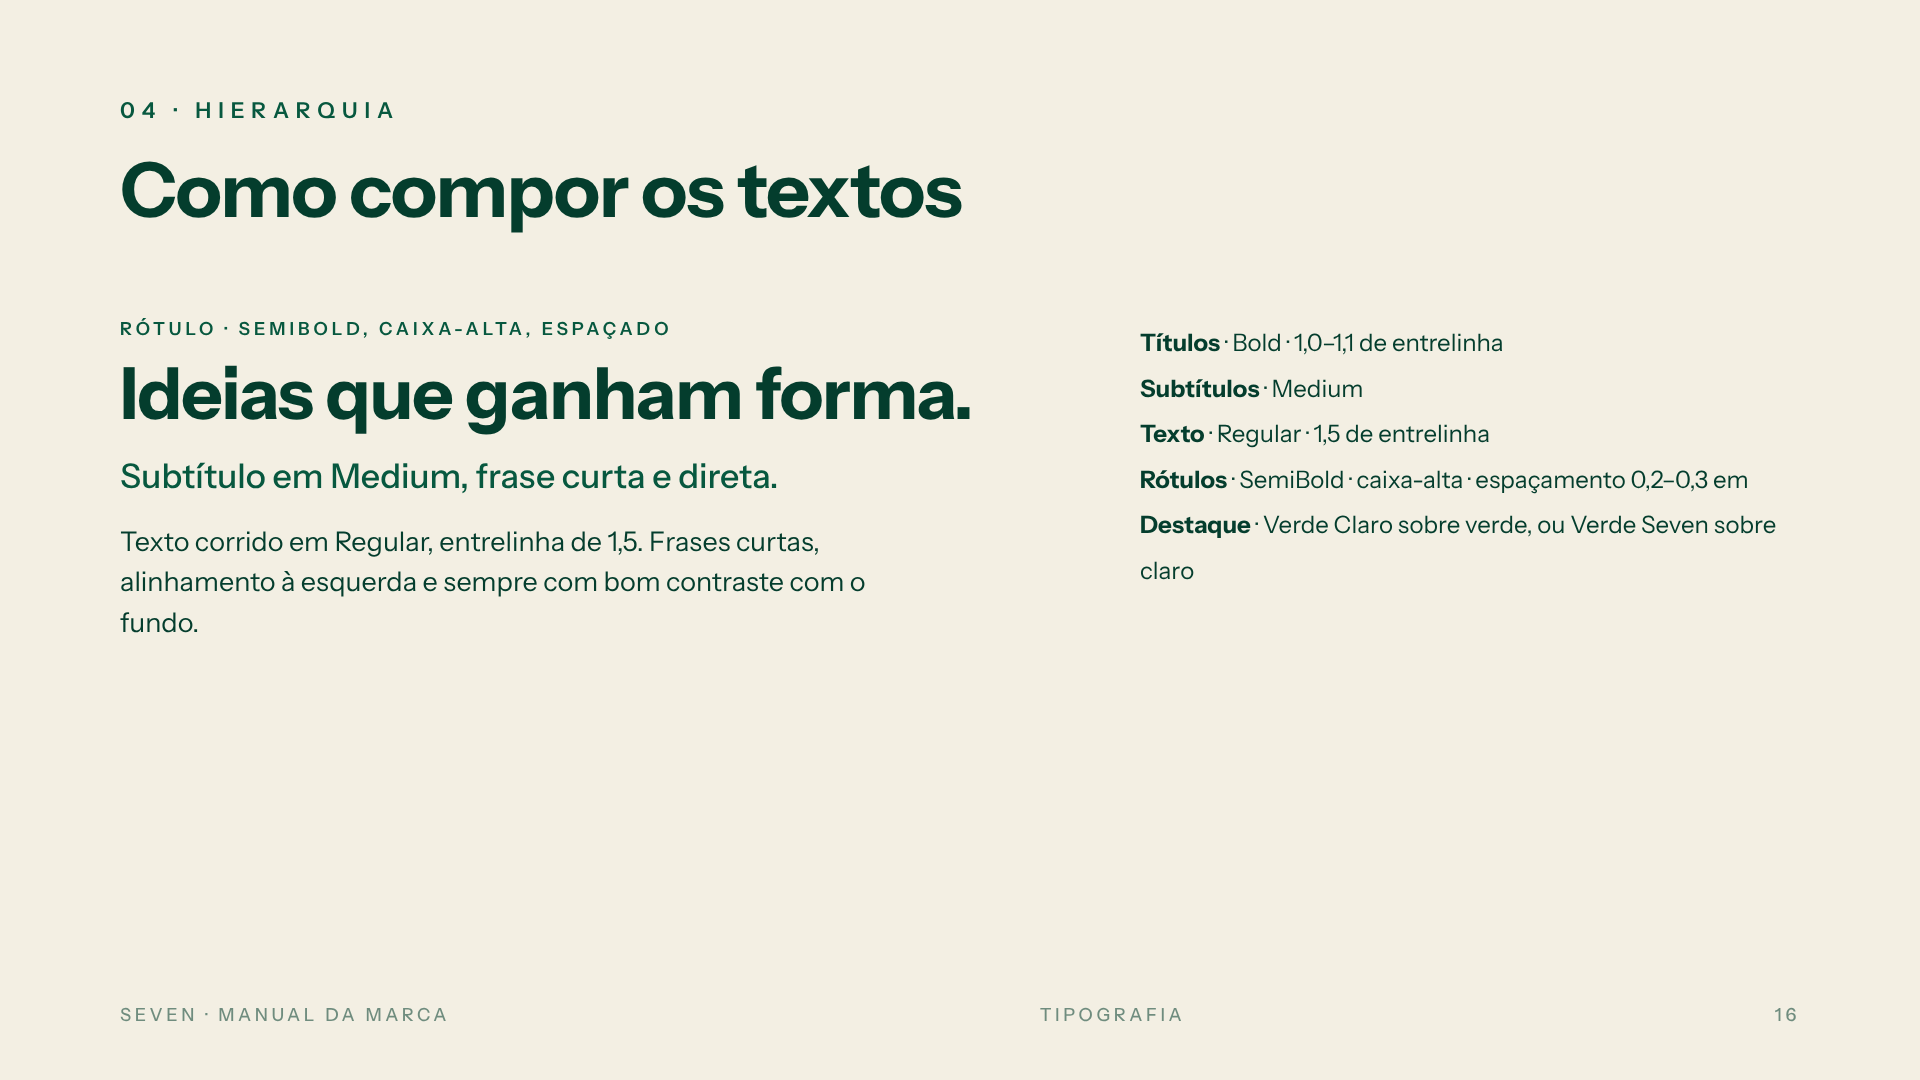 04 · HIERARQUIA
Como compor os textos
RÓTULO · SEMIBOLD, CAIXA-ALTA, ESPAÇADO
Ideias que ganham forma.
Subtítulo em Medium, frase curta e direta.
Texto corrido em Regular, entrelinha de 1,5. Frases curtas,
alinhamento à esquerda e sempre com bom contraste com o
fundo.
Títulos · Bold · 1,0–1,1 de entrelinha
Subtítulos · Medium
Texto · Regular · 1,5 de entrelinha
Rótulos · SemiBold · caixa-alta · espaçamento 0,2–0,3 em
Destaque · Verde Claro sobre verde, ou Verde Seven sobre
claro
SEVEN · MANUAL DA MARCA
TIPOGRAFIA
16